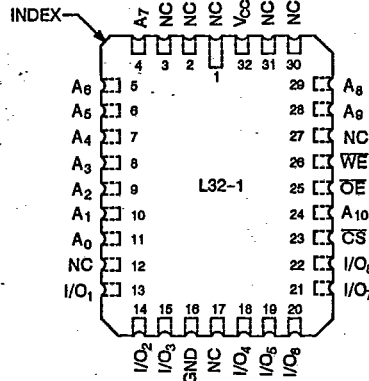 INDEX
A7 NC NC NC VCC NC NC
4 3 2 1 32 31 30
A6 5 29 A8
A5 6 28 A9
A4 7 27 NC
A3 8 26 WE
A2 9 L32-1 25 OE
A1 10 24 A10
A0 11 23 CS
NC 12 22 I/O8
I/O1 13 21 I/O7
14 15 16 17 18 19 20
I/O2 I/O3 GND NC I/O4 I/O5 I/O6